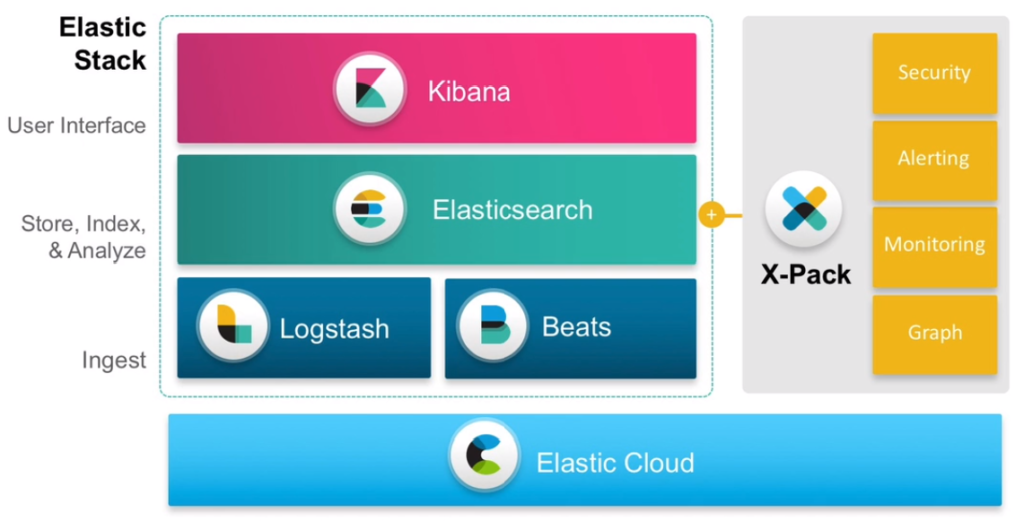 Elastic
Stack
User Interface
Kibana
Store, Index,
& Analyze
Elasticsearch
Ingest
Logstash
Beats
+
X-Pack
Security
Alerting
Monitoring
Graph
Elastic Cloud